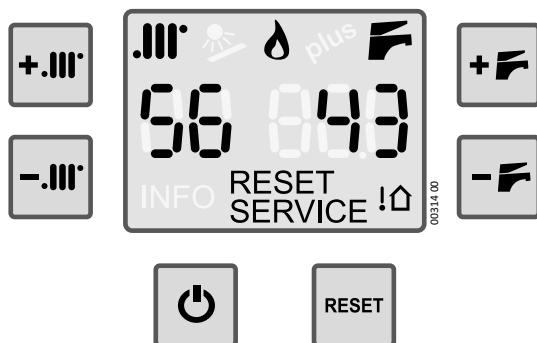 +
plus
+
56 43
-
-
INFO RESET
SERVICE !
00314 00
RESET